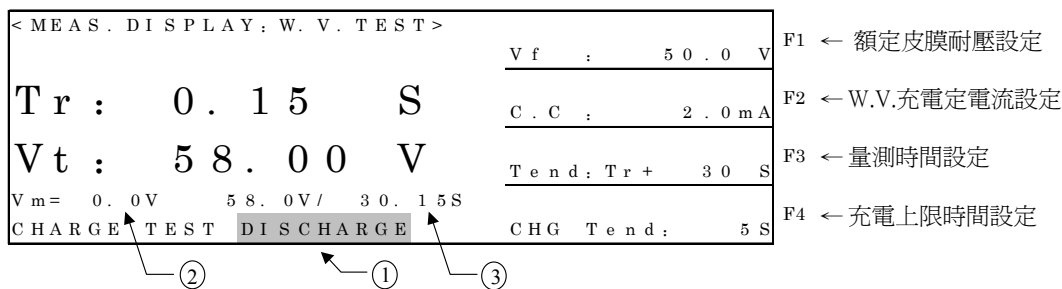 <MEAS. DISPLAY: W. V. TEST>
Vf : 50.0 V
F1 ← 額定皮膜耐壓設定
Tr : 0.15 S
C.C : 2.0mA
F2 ← W.V.充電定電流設定
Vt : 58.00 V
Tend: Tr+ 30 S
F3 ← 量測時間設定
Vm= 0.0V 58.0V/ 30.15S
CHARGE TEST DISCHARGE
CHG Tend: 5S
F4 ← 充電上限時間設定
② ① ③